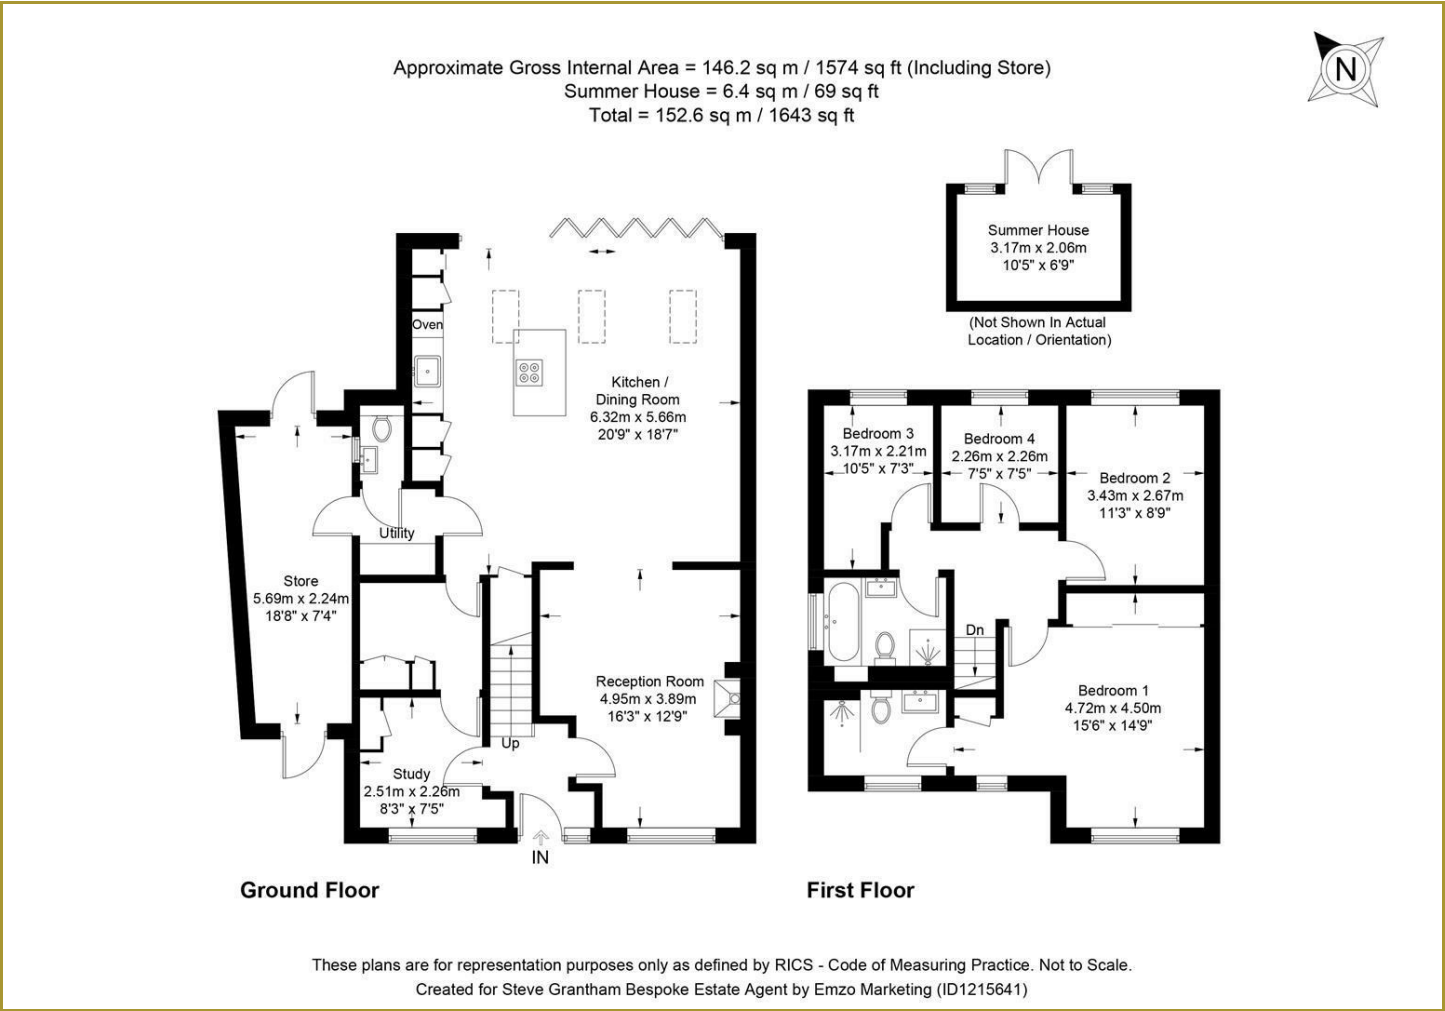 Approximate Gross Internal Area = 146.2 sq m / 1574 sq ft (Including Store)
Summer House = 6.4 sq m / 69 sq ft
Total = 152.6 sq m / 1643 sq ft
N
Summer House
3.17m x 2.06m
10'5" x 6'9"
(Not Shown In Actual
Location / Orientation)
Oven
Kitchen /
Dining Room
6.32m x 5.66m
20'9" x 18'7"
Utility
Store
5.69m x 2.24m
18'8" x 7'4"
Reception Room
4.95m x 3.89m
16'3" x 12'9"
Up
Study
2.51m x 2.26m
8'3" x 7'5"
IN
Ground Floor
Bedroom 3
3.17m x 2.21m
10'5" x 7'3"
Bedroom 4
2.26m x 2.26m
7'5" x 7'5"
Bedroom 2
3.43m x 2.67m
11'3" x 8'9"
Dn
Bedroom 1
4.72m x 4.50m
15'6" x 14'9"
First Floor
These plans are for representation purposes only as defined by RICS - Code of Measuring Practice. Not to Scale.
Created for Steve Grantham Bespoke Estate Agent by Emzo Marketing (ID1215641)